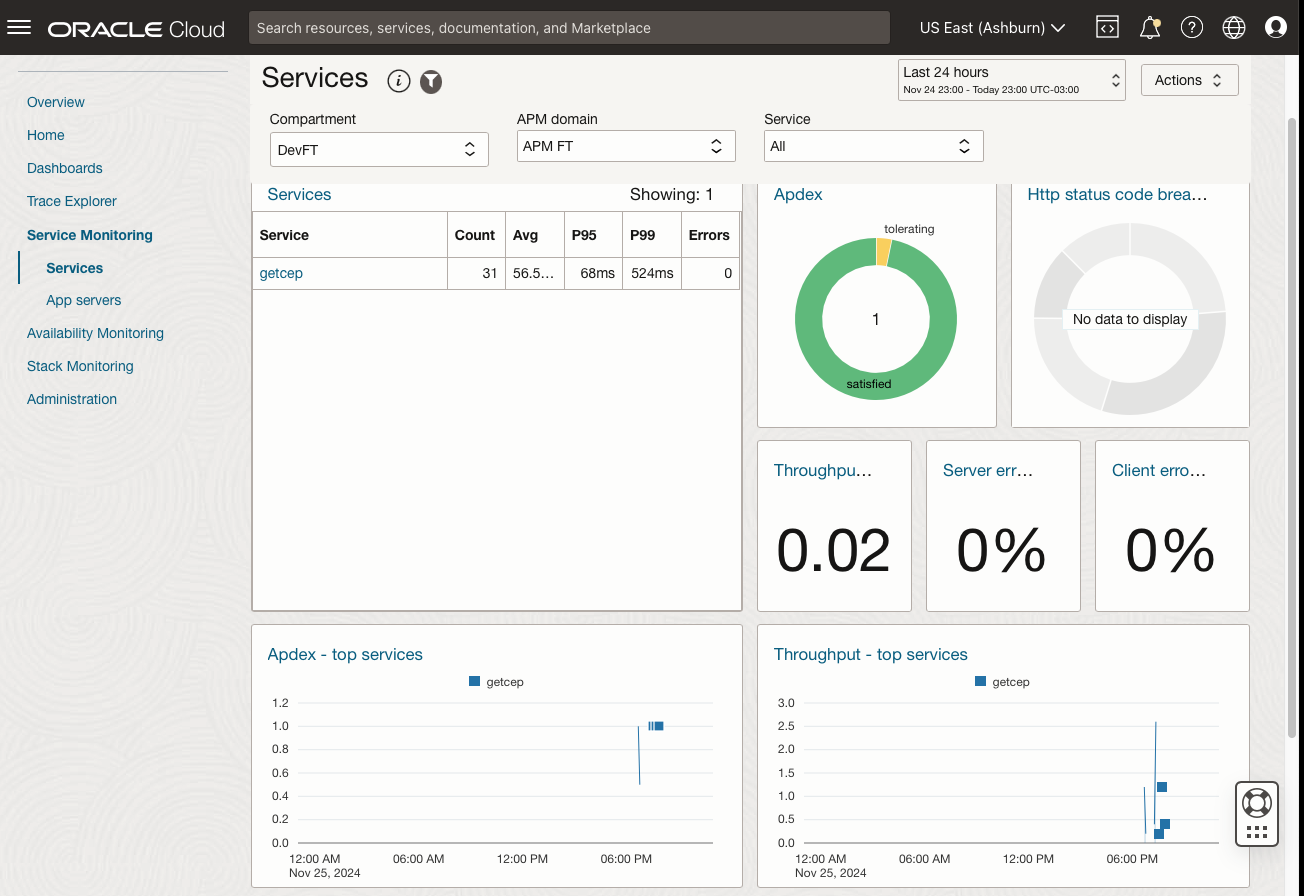 ORACLE Cloud
Search resources, services, documentation, and Marketplace
US East (Ashburn)
Overview
Home
Dashboards
Trace Explorer
Service Monitoring
Services
App servers
Availability Monitoring
Stack Monitoring
Administration
Services
Last 24 hours
Nov 24 23:00 - Today 23:00 UTC-03:00
Actions
Compartment
DevFT
APM domain
APM FT
Service
All
Services
Showing: 1
Service Count Avg P95 P99 Errors
getcep 31 56.5... 68ms 524ms 0
Apdex
tolerating
1
satisfied
Http status code brea...
No data to display
Throughpu...
0.02
Server err...
0%
Client erro...
0%
Apdex - top services
getcep
1.2
1.0
0.8
0.6
0.4
0.2
0.0
12:00 AM 06:00 AM 12:00 PM 06:00 PM
Nov 25, 2024
Throughput - top services
getcep
3.0
2.5
2.0
1.5
1.0
0.5
0.0
12:00 AM 06:00 AM 12:00 PM 06:00 PM
Nov 25, 2024